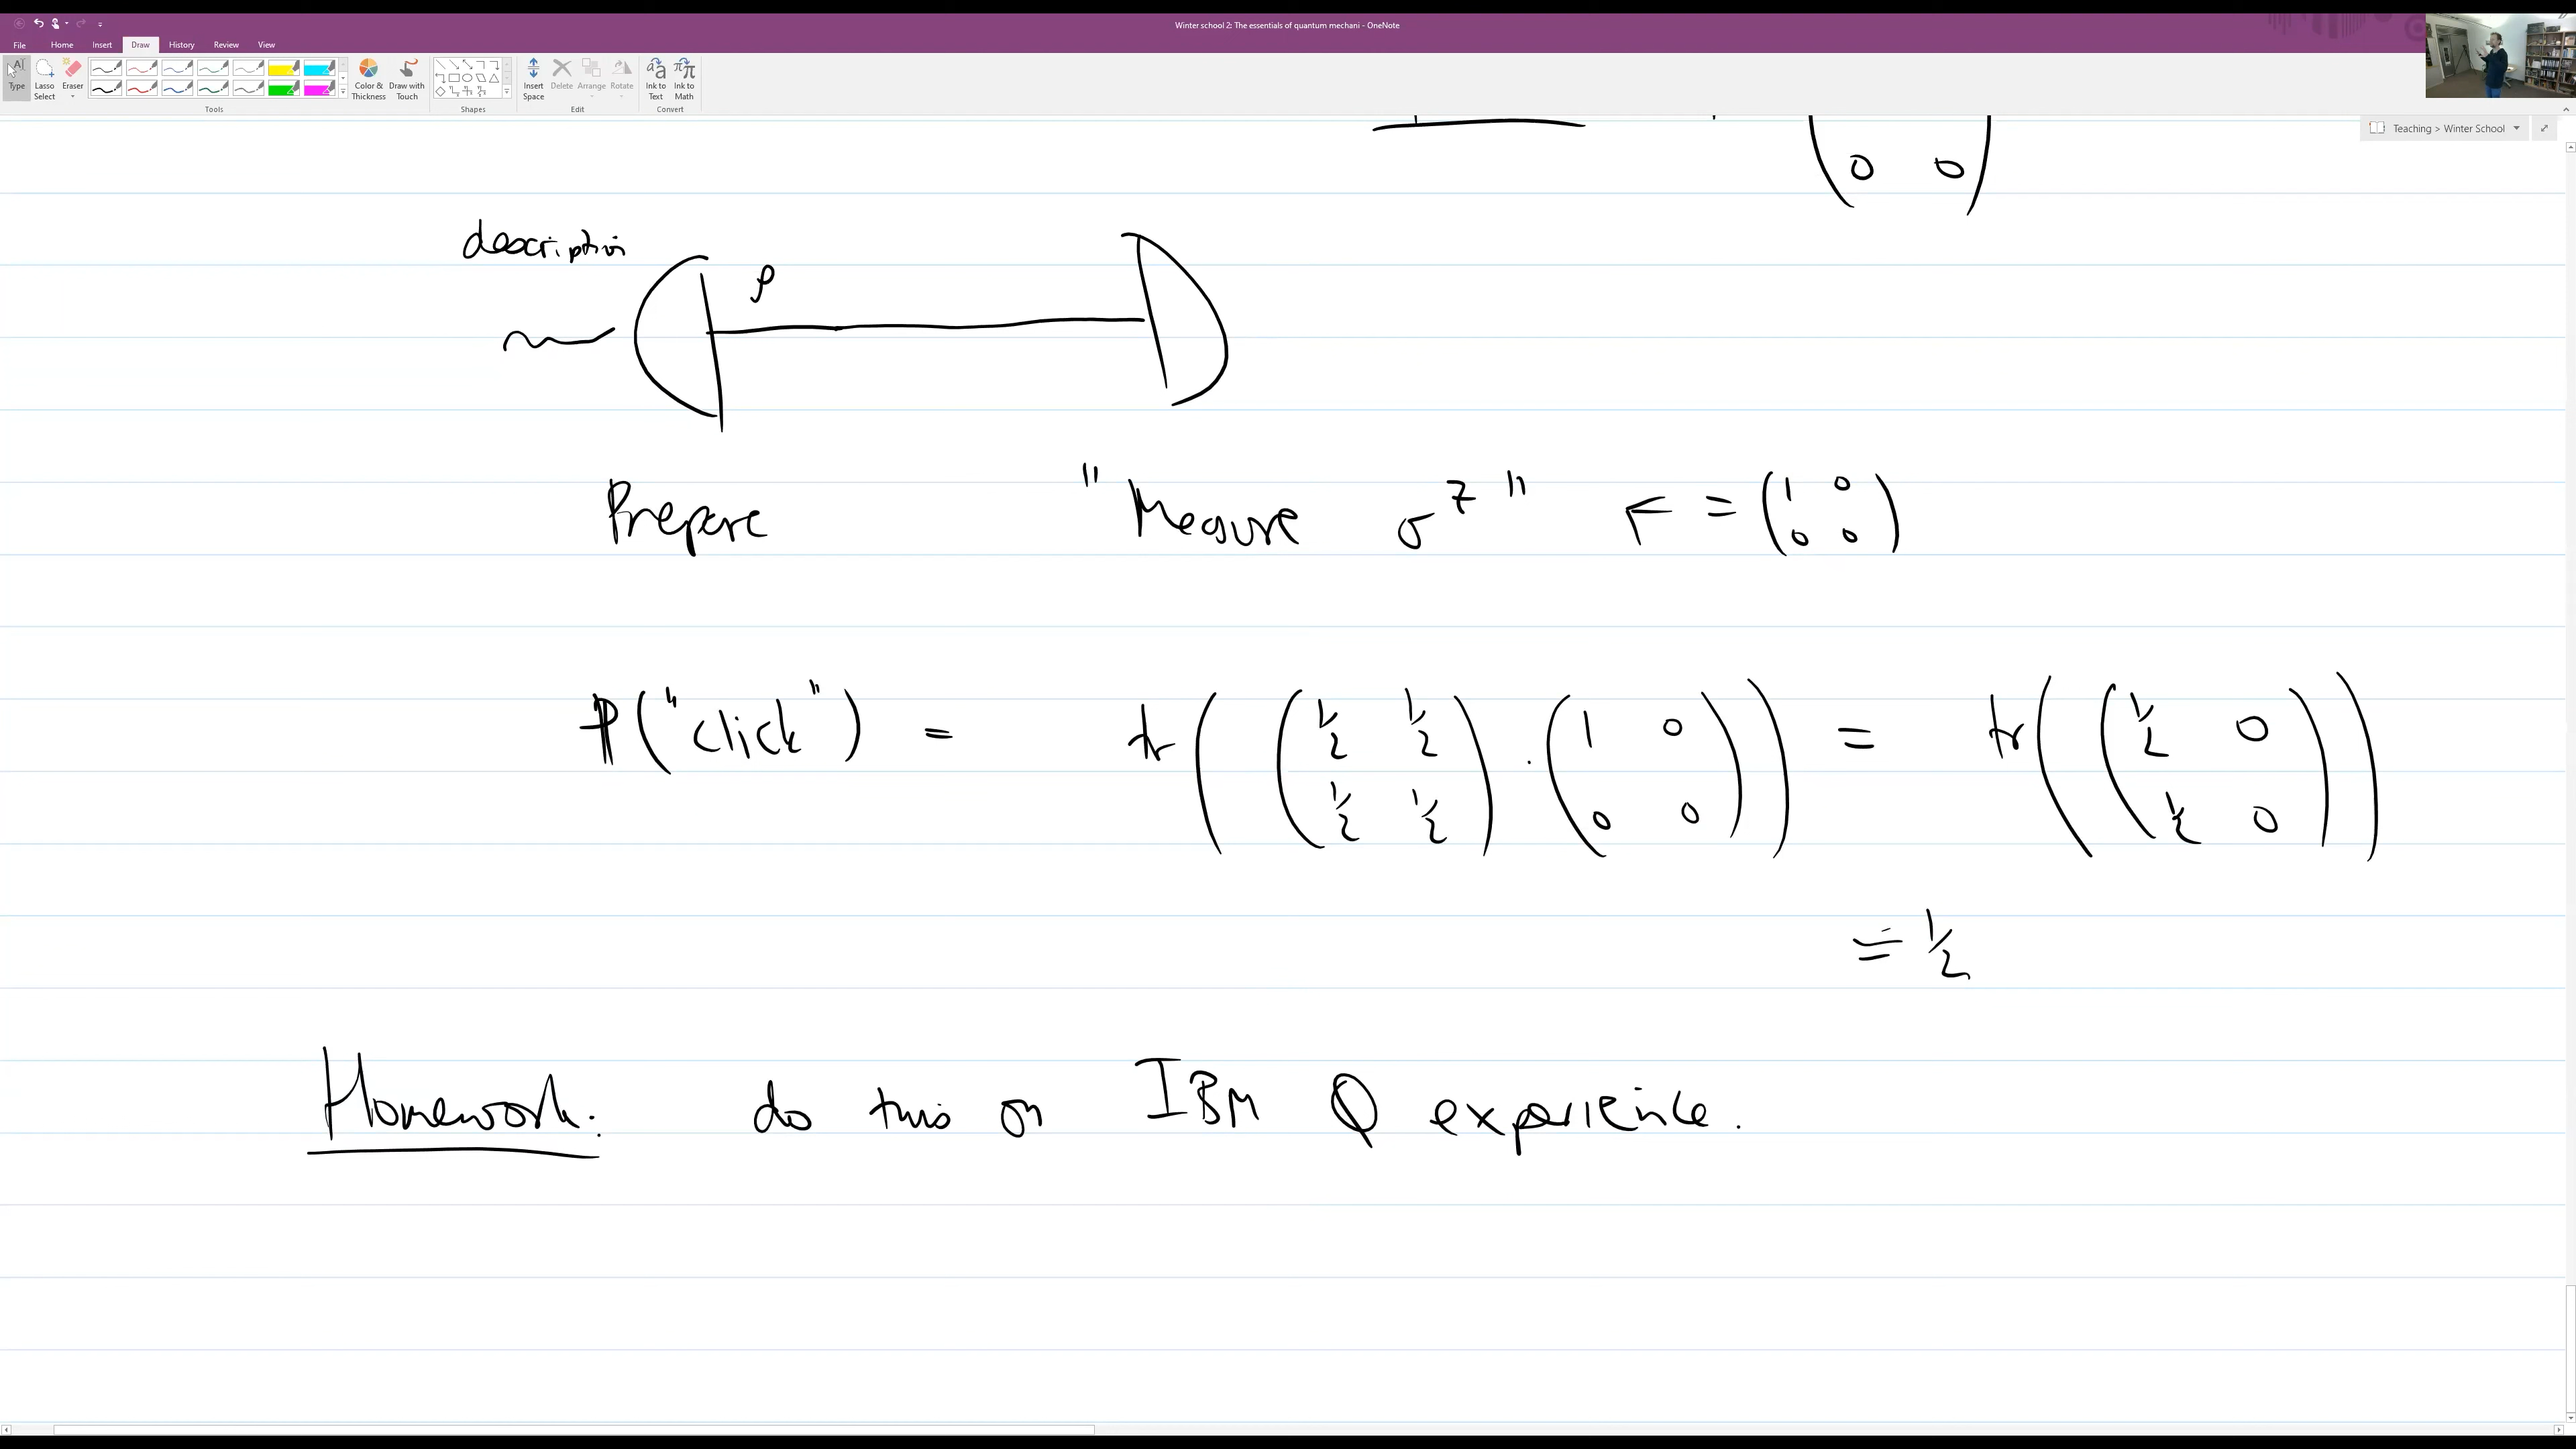 Winter school 2: The essentials of quantum mechani - OneNote
File Home Insert Draw History Review View
Type Lasso Select Eraser Color & Thickness Draw with Touch Insert Space Delete Arrange Rotate Ink to Text Ink to Math
Tools Shapes Edit Convert
Teaching > Winter School
0 0
description
ρ
Prepare "Measure σ^z" F = (1 0 0 0)
ℙ("click") = tr((1/2 1/2 1/2 1/2) · (1 0 0 0)) = tr((1/2 0 1/2 0))
= 1/2
Homework: do this on IBM Q experience.